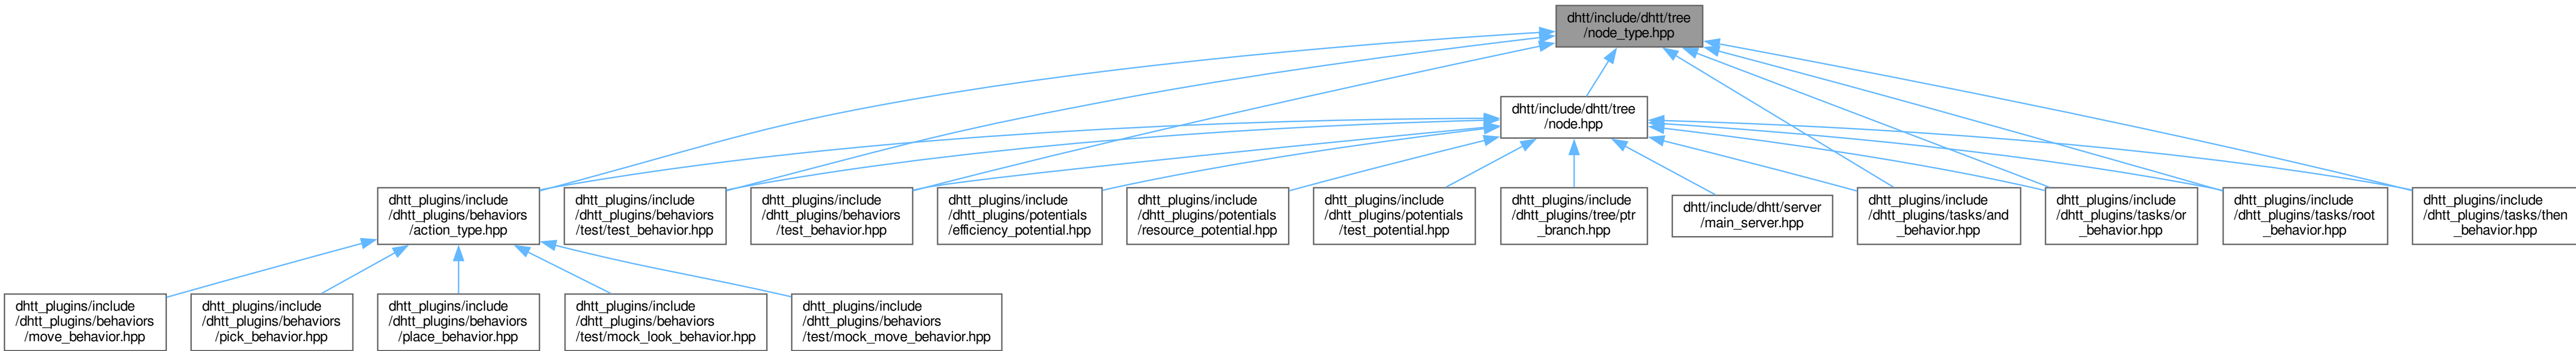 dhtt/include/dhtt/tree
/node_type.hpp
dhtt/include/dhtt/tree
/node.hpp
dhtt_plugins/include
/dhtt_plugins/behaviors
/action_type.hpp
dhtt_plugins/include
/dhtt_plugins/behaviors
/test/test_behavior.hpp
dhtt_plugins/include
/dhtt_plugins/behaviors
/test_behavior.hpp
dhtt_plugins/include
/dhtt_plugins/potentials
/efficiency_potential.hpp
dhtt_plugins/include
/dhtt_plugins/potentials
/resource_potential.hpp
dhtt_plugins/include
/dhtt_plugins/potentials
/test_potential.hpp
dhtt_plugins/include
/dhtt_plugins/tree/ptr
_branch.hpp
dhtt/include/dhtt/server
/main_server.hpp
dhtt_plugins/include
/dhtt_plugins/tasks/and
_behavior.hpp
dhtt_plugins/include
/dhtt_plugins/tasks/or
_behavior.hpp
dhtt_plugins/include
/dhtt_plugins/tasks/root
_behavior.hpp
dhtt_plugins/include
/dhtt_plugins/tasks/then
_behavior.hpp
dhtt_plugins/include
/dhtt_plugins/behaviors
/move_behavior.hpp
dhtt_plugins/include
/dhtt_plugins/behaviors
/pick_behavior.hpp
dhtt_plugins/include
/dhtt_plugins/behaviors
/place_behavior.hpp
dhtt_plugins/include
/dhtt_plugins/behaviors
/test/mock_look_behavior.hpp
dhtt_plugins/include
/dhtt_plugins/behaviors
/test/mock_move_behavior.hpp